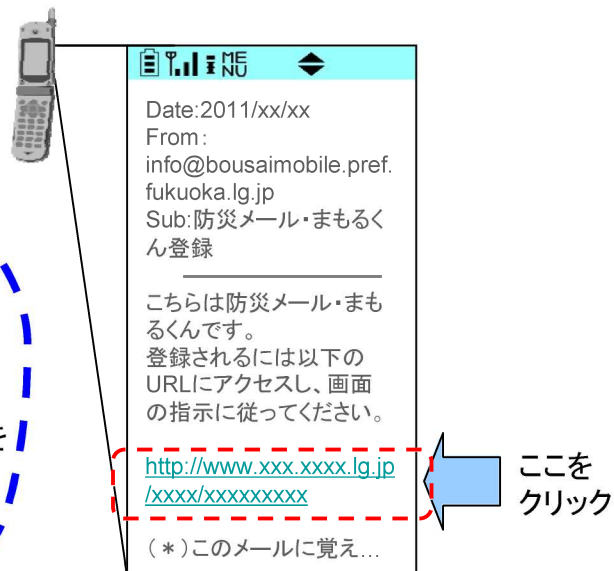 MENU
Date:2011/xx/xx
From:
info@bousaimobile.pref.
fukuoka.lg.jp
Sub:防災メール・まもるく
ん登録
こちらは防災メール・まも
るくんです。
登録されるには以下の
URLにアクセスし、画面
の指示に従ってください。
を
http://www.xxx.xxxx.lg.jp
/xxxx/xxxxxxxxx
ここを
クリック
(*)このメールに覚え…